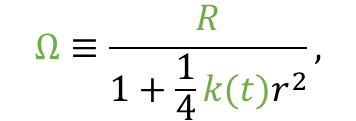 Ω ≡ R / (1 + 1/4 k(t)r²),